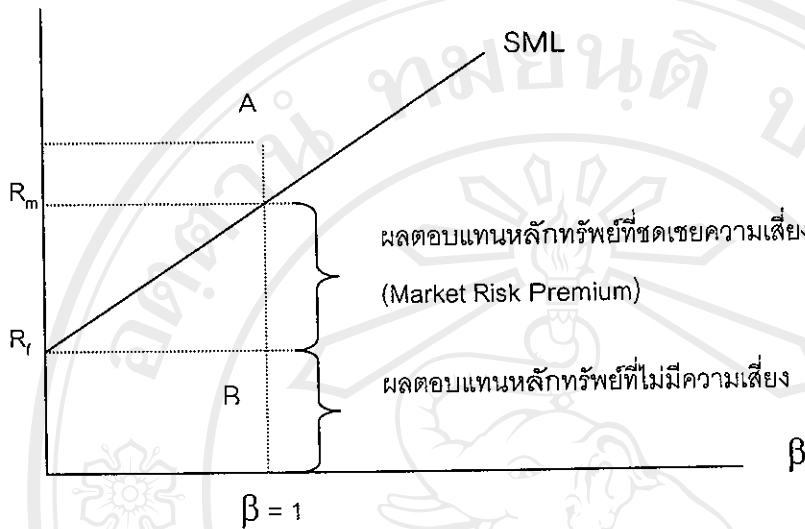 SML
A
R_m
ผลตอบแทนหลักทรัพย์ที่ชดเชยความเสี่ยง
(Market Risk Premium)
R_f
B
ผลตอบแทนหลักทรัพย์ที่ไม่มีความเสี่ยง
β
β = 1